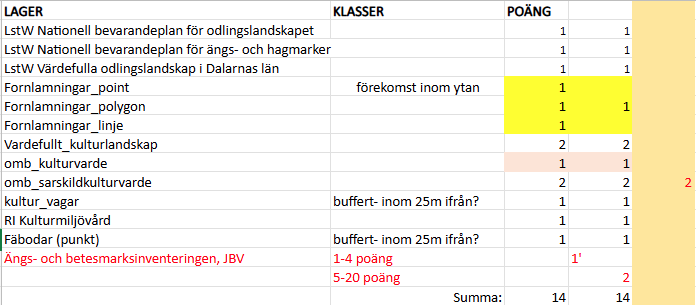 LAGER KLASSER POÄNG
LstW Nationell bevarandeplan för odlingslandskapet 1 1
LstW Nationell bevarandeplan för ängs- och hagmarker 1 1
LstW Värdefulla odlingslandskap i Dalarnas län 1 1
Fornlamningar_point förekomst inom ytan 1
Fornlamningar_polygon 1 1
Fornlamningar_linje 1
Vardefullt_kulturlandskap 2 2
omb_kulturvarde 1 1
omb_sarskildkulturvarde 2 2 2
kultur_vagar buffert- inom 25m ifrån? 1 1
RI Kulturmiljövård 1 1
Fäbodar (punkt) buffert- inom 25m ifrån? 1 1
Ängs- och betesmarksinventeringen, JBV 1-4 poäng 1'
5-20 poäng 2
Summa: 14 14